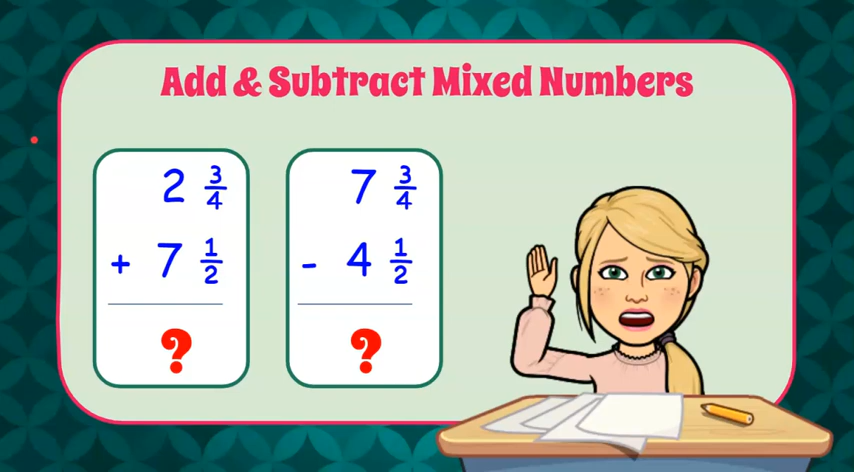 Add & Subtract Mixed Numbers
2 3/4
+ 7 1/2
?
7 3/4
- 4 1/2
?